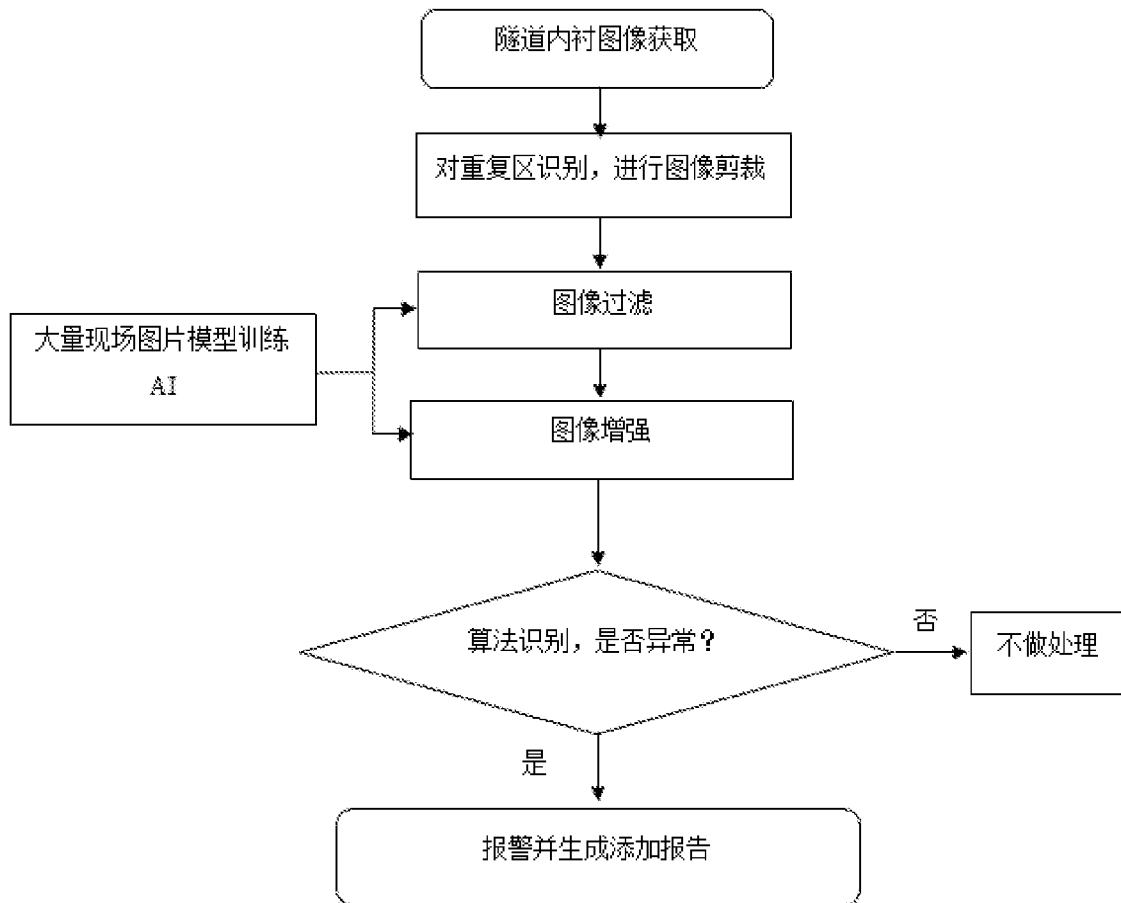 隧道内衬图像获取
对重复区识别，进行图像剪裁
图像过滤
大量现场图片模型训练
AI
图像增强
算法识别，是否异常？
否
不做处理
是
报警并生成添加报告